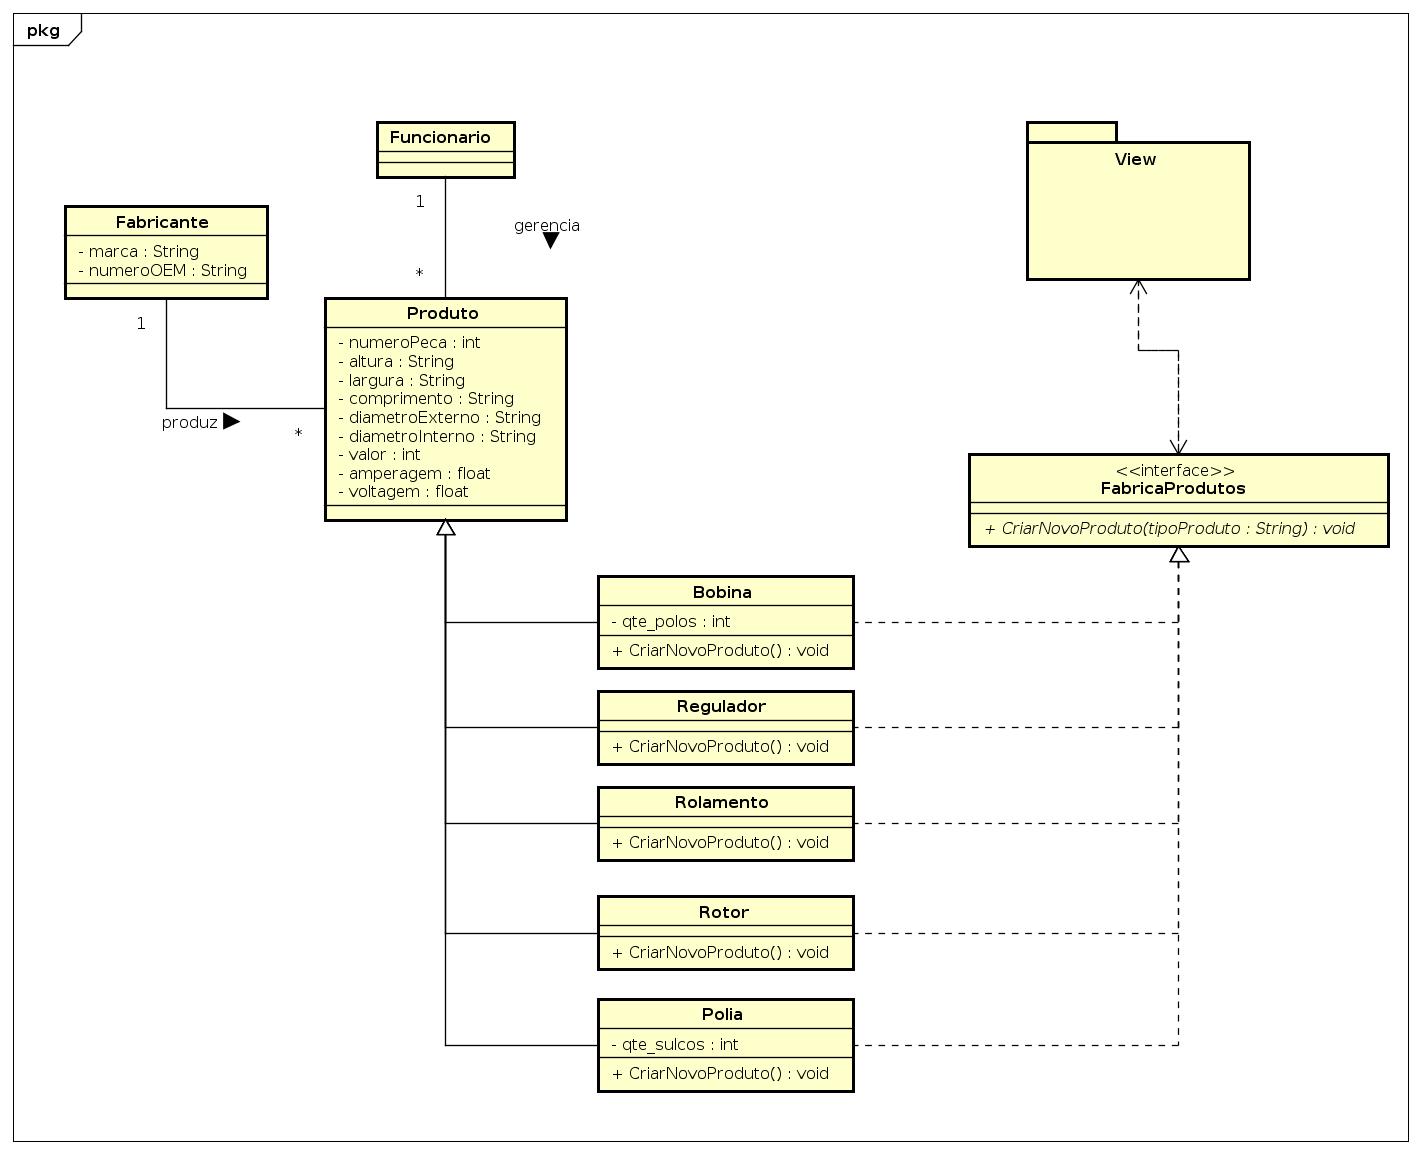 pkg
Funcionario
1
gerencia
*
Fabricante
- marca : String
- numeroOEM : String
1
produz
*
Produto
- numeroPeca : int
- altura : String
- largura : String
- comprimento : String
- diametroExterno : String
- diametroInterno : String
- valor : int
- amperagem : float
- voltagem : float
View
<<interface>>
FabricaProdutos
+ CriarNovoProduto(tipoProduto : String) : void
Bobina
- qte_polos : int
+ CriarNovoProduto() : void
Regulador
+ CriarNovoProduto() : void
Rolamento
+ CriarNovoProduto() : void
Rotor
+ CriarNovoProduto() : void
Polia
- qte_sulcos : int
+ CriarNovoProduto() : void